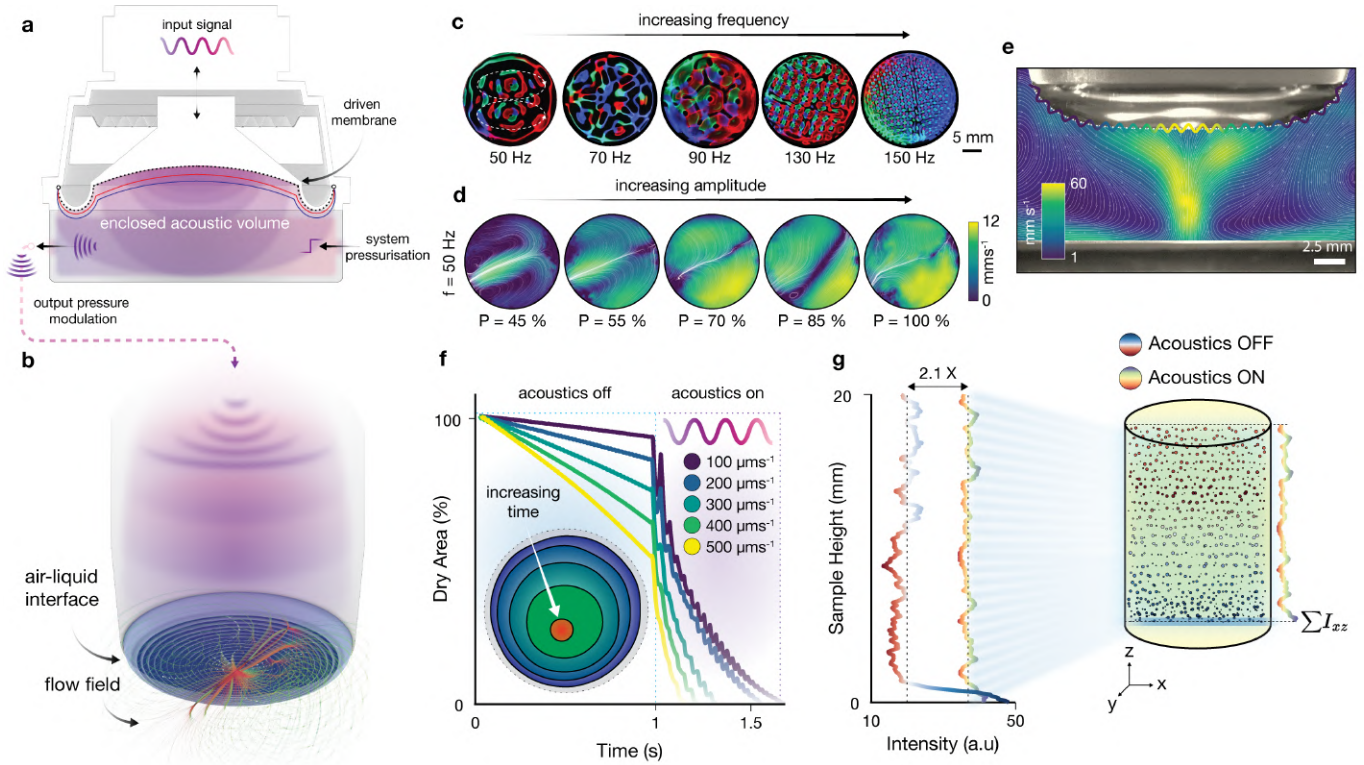 a
input signal
driven
membrane
enclosed acoustic volume
system
pressurisation
output pressure
modulation
b
air-liquid
interface
flow field
c
increasing frequency
50 Hz
70 Hz
90 Hz
130 Hz
150 Hz
5 mm
d
increasing amplitude
f = 50 Hz
P = 45 %
P = 55 %
P = 70 %
P = 85 %
P = 100 %
12
mms⁻¹
0
e
60
mm s⁻¹
1
2.5 mm
f
acoustics off
acoustics on
100
100 μms⁻¹
200 μms⁻¹
300 μms⁻¹
400 μms⁻¹
500 μms⁻¹
increasing
time
Dry Area (%)
0
0
1
1.5
Time (s)
g
Acoustics OFF
Acoustics ON
2.1 X
20
Sample Height (mm)
0
10
50
Intensity (a.u)
∑Ixz
z
x
y